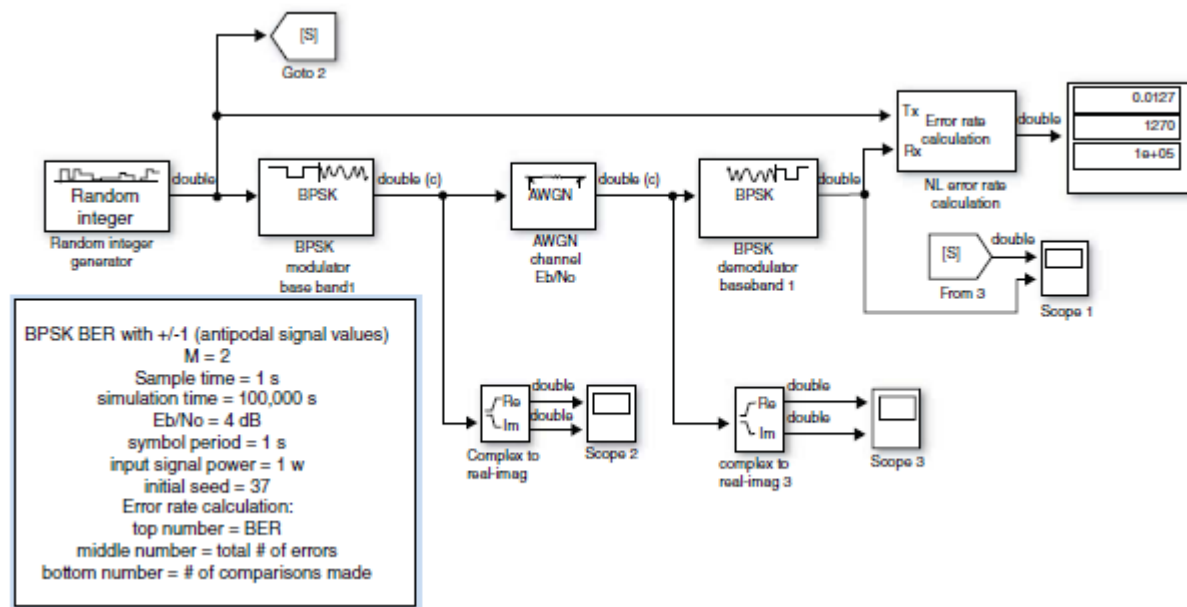 [S]
Goto 2
Tx
Rx
Error rate
calculation
double
0.0127
1270
1e+05
NL error rate
calculation
Random
integer
double
Random integer
generator
BPSK
double (c)
BPSK
modulator
base band1
AWGN
double (c)
AWGN
channel
Eb/No
BPSK
double
BPSK
demodulator
baseband 1
[S]
double
From 3
Scope 1
BPSK BER with +/-1 (antipodal signal values)
M = 2
Sample time = 1 s
simulation time = 100,000 s
Eb/No = 4 dB
symbol period = 1 s
input signal power = 1 w
initial seed = 37
Error rate calculation:
top number = BER
middle number = total # of errors
bottom number = # of comparisons made
Re
Im
double
double
Complex to
real-imag
Scope 2
Re
Im
double
double
complex to
real-imag 3
Scope 3